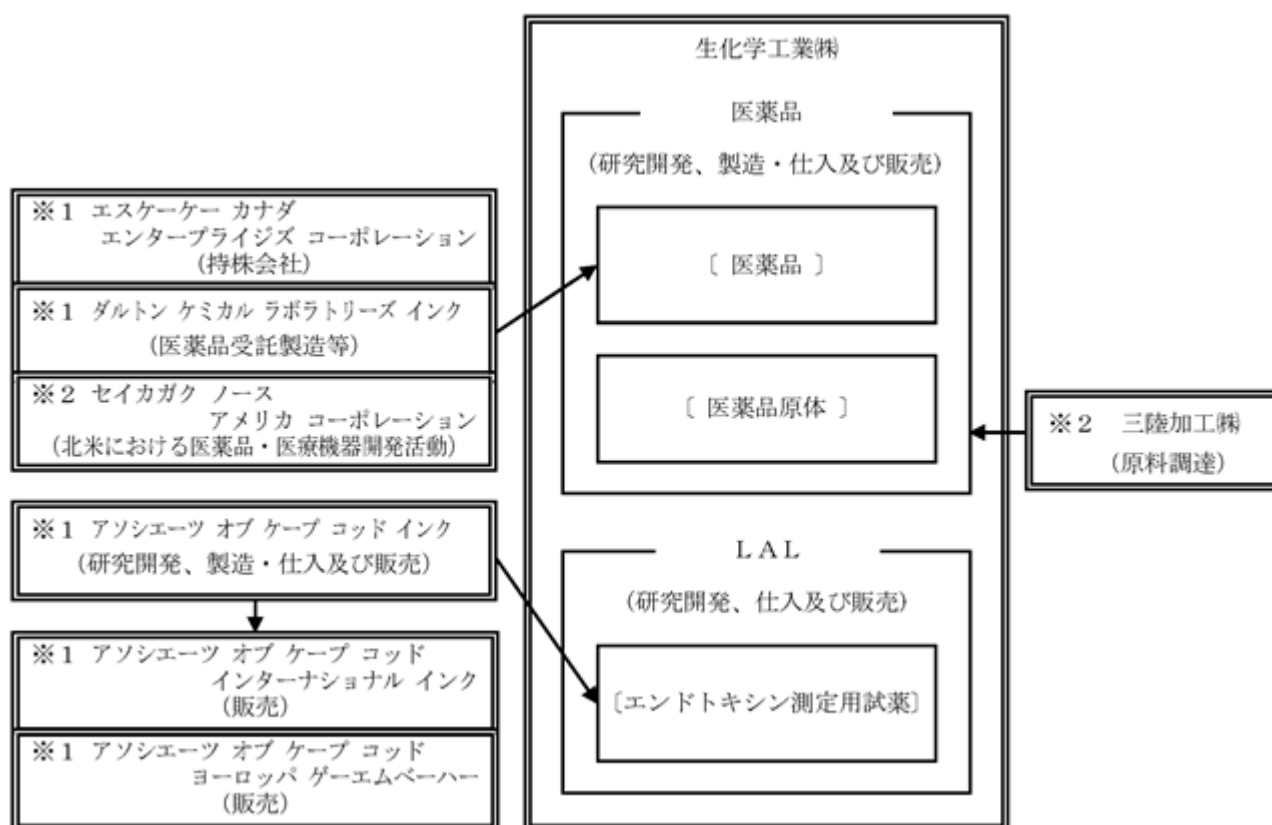 生化学工業㈱
医薬品
(研究開発、製造・仕入及び販売)
〔 医薬品 〕
〔 医薬品原体 〕
LAL
(研究開発、仕入及び販売)
〔エンドトキシン測定用試薬〕
※1 エスケーケー カナダ
エンタープライジズ コーポレーション
(持株会社)
※1 ダルトン ケミカル ラボラトリーズ インク
(医薬品受託製造等)
※2 セイカガク ノース
アメリカ コーポレーション
(北米における医薬品・医療機器開発活動)
※1 アソシエーツ オブ ケープ コッド インク
(研究開発、製造・仕入及び販売)
※1 アソシエーツ オブ ケープ コッド
インターナショナル インク
(販売)
※1 アソシエーツ オブ ケープ コッド
ヨーロッパ ゲーエムベーハー
(販売)
※2 三陸加工㈱
(原料調達)